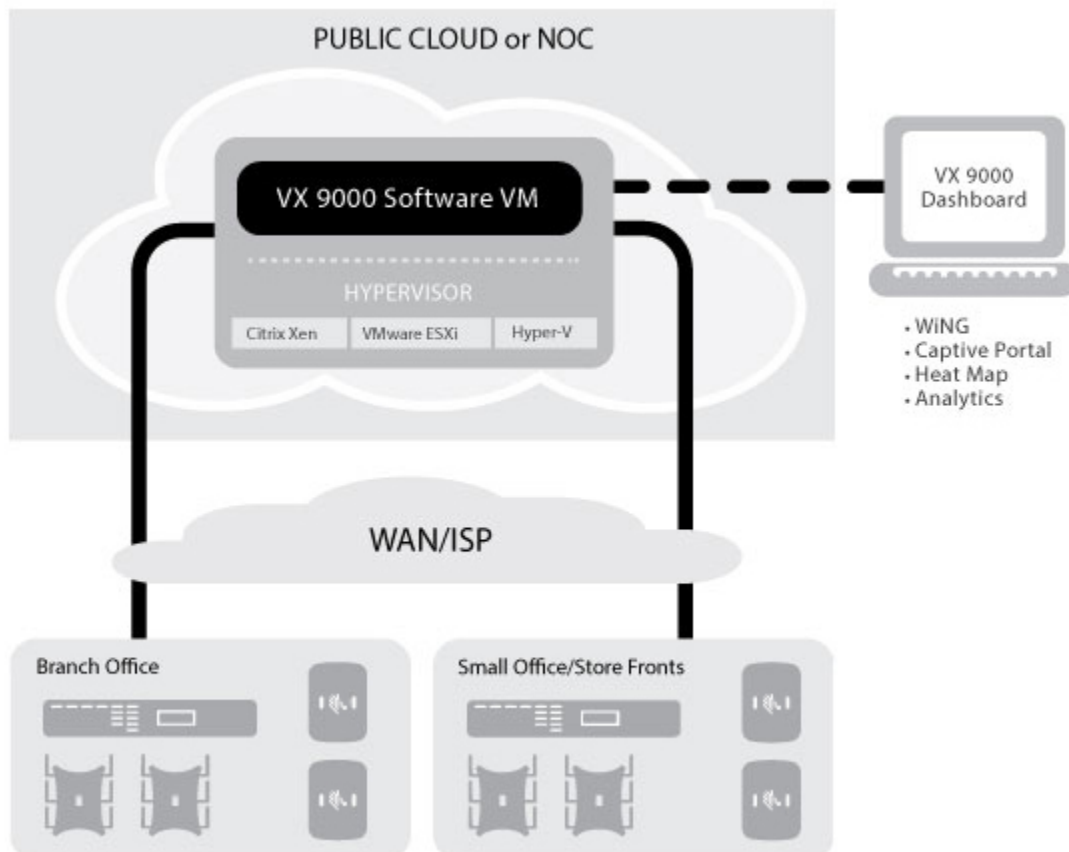 PUBLIC CLOUD or NOC
VX 9000 Software VM
HYPERVISOR
Citrix Xen
VMware ESXi
Hyper-V
VX 9000
Dashboard
• WiNG
• Captive Portal
• Heat Map
• Analytics
WAN/ISP
Branch Office
Small Office/Store Fronts